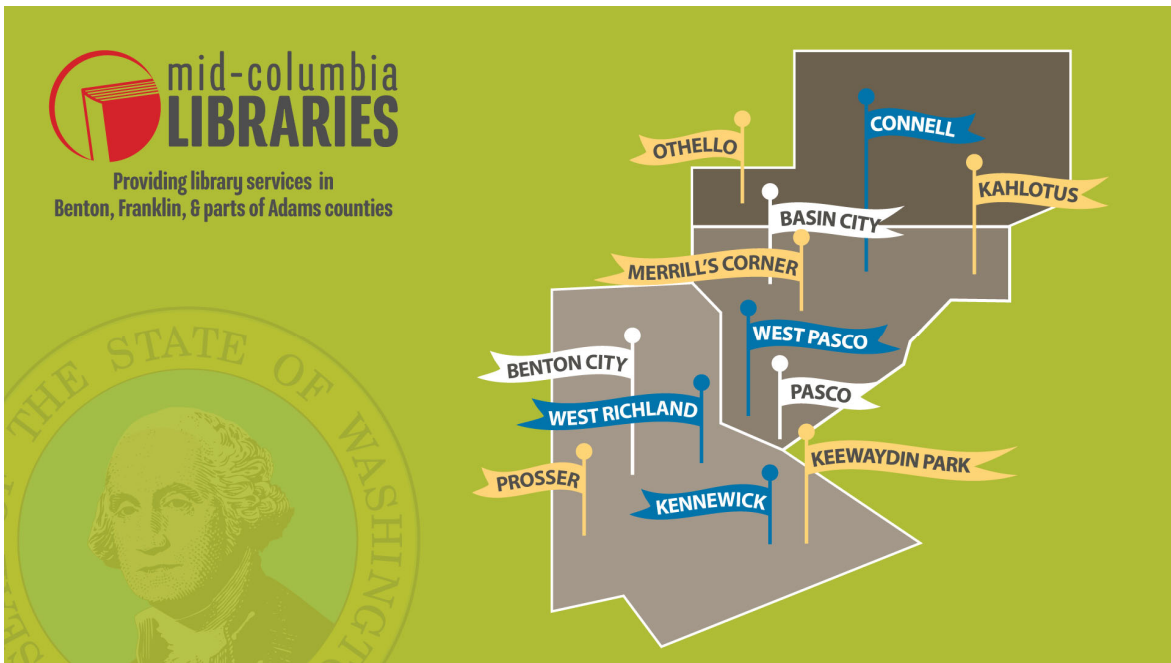 mid-columbia
LIBRARIES
Providing library services in
Benton, Franklin, & parts of Adams counties
OTHELLO
CONNELL
KAHLOTUS
BASIN CITY
MERRILL'S CORNER
WEST PASCO
BENTON CITY
PASCO
WEST RICHLAND
KEEWAYDIN PARK
PROSSER
KENNEWICK
THE STATE OF WASHINGTO